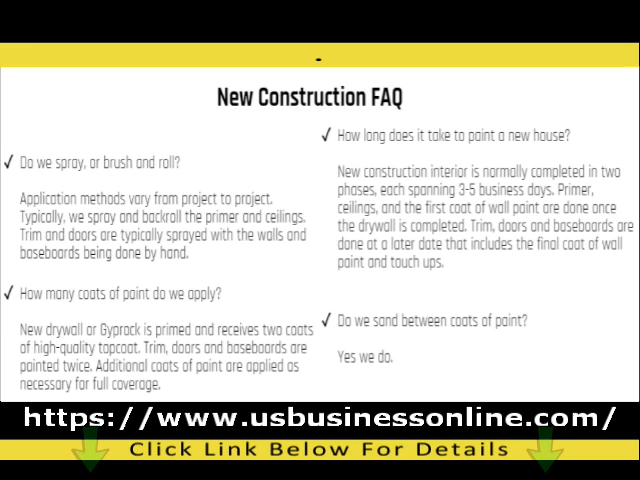 -
New Construction FAQ
✓ Do we spray, or brush and roll?
Application methods vary from project to project.
Typically, we spray and backroll the primer and ceilings.
Trim and doors are typically sprayed with the walls and
baseboards being done by hand.
✓ How many coats of paint do we apply?
New drywall or Gyprock is primed and receives two coats
of high-quality topcoat. Trim, doors and baseboards are
painted twice. Additional coats of paint are applied as
necessary for full coverage.
✓ How long does it take to paint a new house?
New construction interior is normally completed in two
phases, each spanning 3-5 business days. Primer,
ceilings, and the first coat of wall paint are done once
the drywall is completed. Trim, doors and baseboards are
done at a later date that includes the final coat of wall
paint and touch ups.
✓ Do we sand between coats of paint?
Yes we do.
https://www.usbusinessonline.com/
Click Link Below For Details